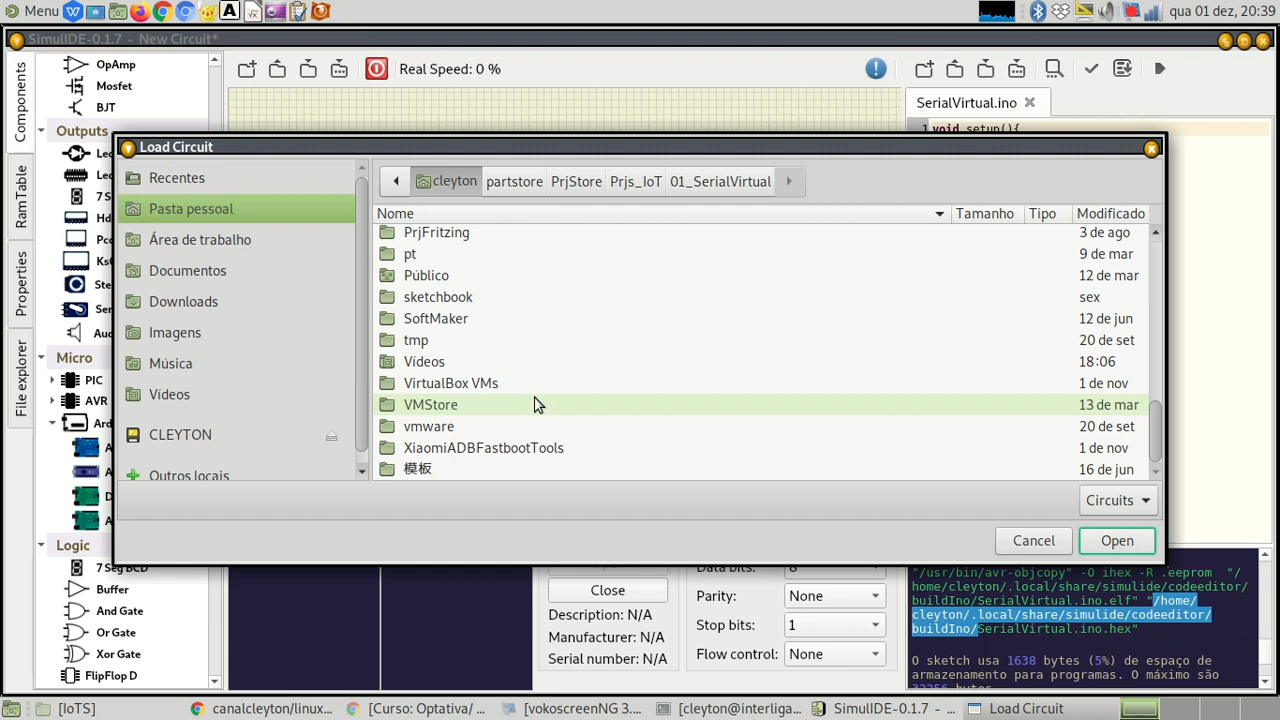 Menu
qua 01 dez, 20:39
SimulIDE-0.1.7 - New Circuit*
Components
RamTable
Properties
File explorer
OpAmp
Mosfet
BJT
Outputs
Micro
PIC
AVR
Logic
7 Seg BCD
Buffer
And Gate
Or Gate
Xor Gate
FlipFlop D
Real Speed: 0 %
SerialVirtual.ino
1 void setup(){
Load Circuit
Recentes
Pasta pessoal
Área de trabalho
Documentos
Downloads
Imagens
Música
Vídeos
CLEYTON
Outros locais
cleyton partstore PrjStore Prjs_IoT 01_SerialVirtual
Nome Tamanho Tipo Modificado
PrjFritzing 3 de ago
pt 9 de mar
Público 12 de mar
sketchbook sex
SoftMaker 12 de jun
tmp 20 de set
Vídeos 18:06
VirtualBox VMs 1 de nov
VMStore 13 de mar
vmware 20 de set
XiaomiADBFastbootTools 1 de nov
模板 16 de jun
Circuits
Cancel Open
Close
Description: N/A
Manufacturer: N/A
Serial number: N/A
Data bits: 8
Parity: None
Stop bits: 1
Flow control: None
"/usr/bin/avr-objcopy" -O ihex -R .eeprom "/
home/cleyton/.local/share/simulide/codeeditor/
buildIno/SerialVirtual.ino.elf" "/home/
cleyton/.local/share/simulide/codeeditor/
buildIno/SerialVirtual.ino.hex"
O sketch usa 1638 bytes (5%) de espaço de
armazenamento para programas. O máximo são
32256 bytes.
[IoTS]
canalcleyton/linux...
[Curso: Optativa/ ...
[vokoscreenNG 3....
[cleyton@interliga...
SimulIDE-0.1.7 - ...
Load Circuit